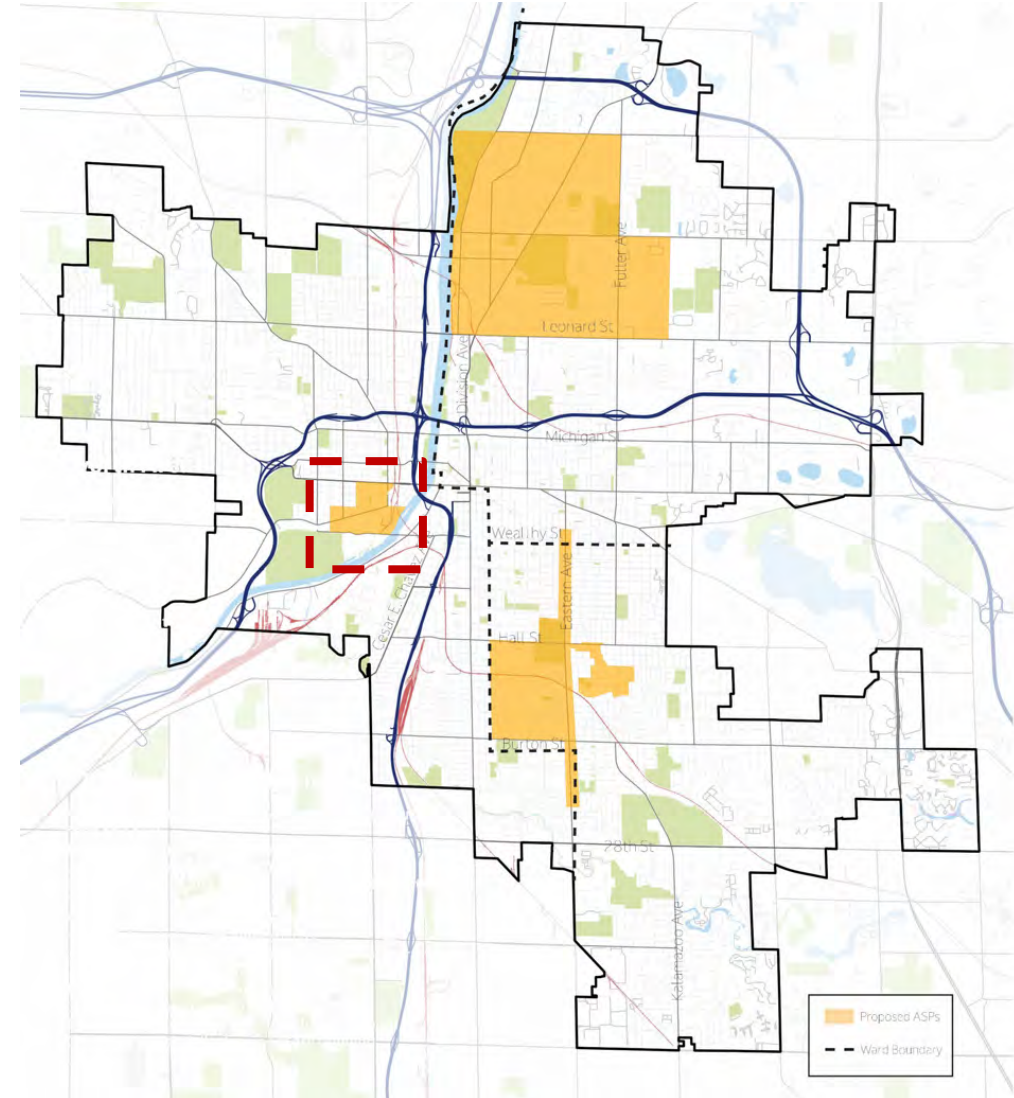 Fuller Ave
Leonard St
Division Ave
Michigan St
Wealthy St
Eastern Ave
Cesar E. Chavez
Hall St
Burton St
28th St
Kalamazoo Ave
Proposed ASPs
Ward Boundary